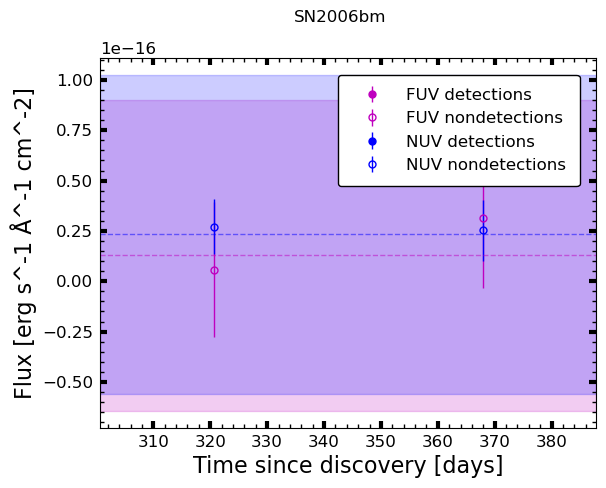 SN2006bm
1e−16
1.00
0.75
0.50
0.25
0.00
−0.25
−0.50
Flux [erg s^-1 Å^-1 cm^-2]
FUV detections
FUV nondetections
NUV detections
NUV nondetections
310 320 330 340 350 360 370 380
Time since discovery [days]